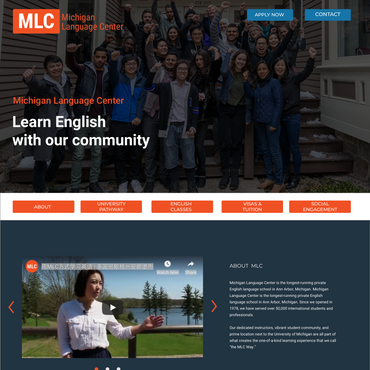 MLC Michigan
Language Center
APPLY NOW
CONTACT
Michigan Language Center
Learn English
with our community
ABOUT
UNIVERSITY
PATHWAY
ENGLISH
CLASSES
VISAS &
TUITION
SOCIAL
ENGAGEMENT
MLC
Watch later
Share
ABOUT MLC
Michigan Language Center is the longest-running private
English language school in Ann Arbor, Michigan. Michigan
Language Center is the longest-running private English
language school in Ann Arbor, Michigan. Since we opened in
1978, we have served over 50,000 international students and
professionals.
Our dedicated instructors, vibrant student community, and
prime location next to the University of Michigan are all part of
what creates the one-of-a-kind learning experience that we call
"the MLC Way."